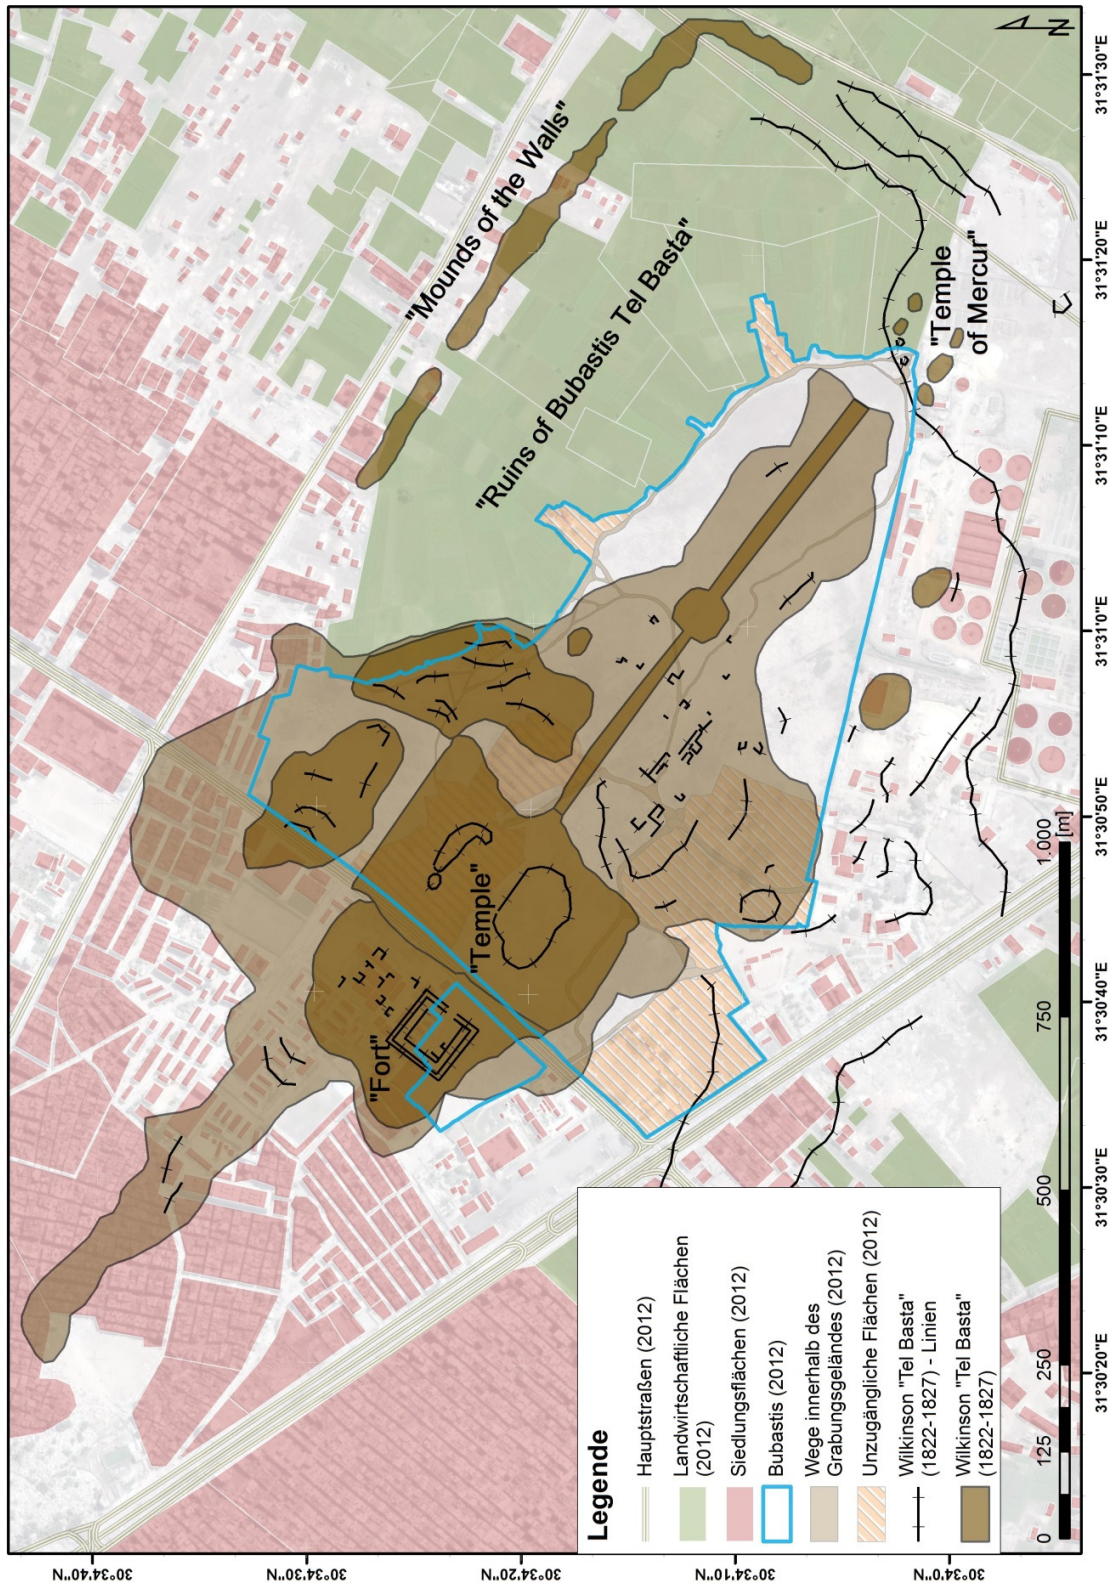 "Mounds of the Walls"
"Ruins of Bubastis Tel Basta"
"Temple
of Mercur"
"Temple"
"Fort"
N
Legende
Hauptstraßen (2012)
Landwirtschaftliche Flächen
(2012)
Siedlungsflächen (2012)
Bubastis (2012)
Wege innerhalb des
Grabungsgeländes (2012)
Unzugängliche Flächen (2012)
Wilkinson "Tel Basta"
(1822-1827) - Linien
Wilkinson "Tel Basta"
(1822-1827)
0 125 250 500 750 1.000
[m]
30°34'40"N
30°34'30"N
30°34'20"N
30°34'10"N
30°34'0"N
31°30'20"E
31°30'30"E
31°30'40"E
31°30'50"E
31°31'0"E
31°31'10"E
31°31'20"E
31°31'30"E